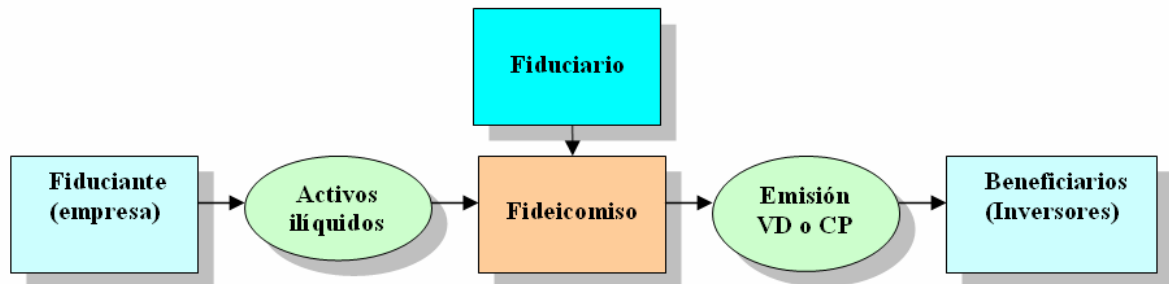 Fiduciario
Fiduciante
(empresa)
Activos
ilíquidos
Fideicomiso
Emisión
VD o CP
Beneficiarios
(Inversores)